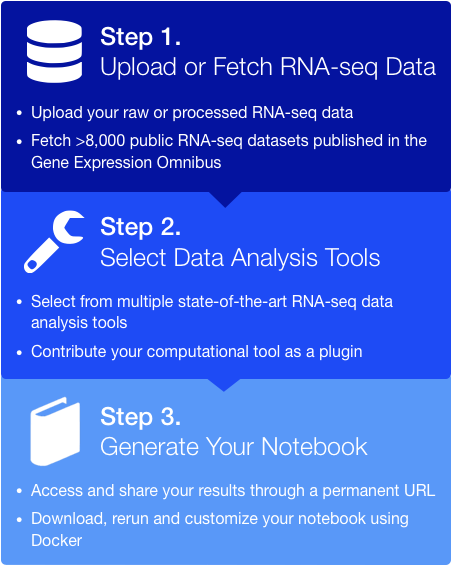 Step 1.
Upload or Fetch RNA-seq Data
• Upload your raw or processed RNA-seq data
• Fetch >8,000 public RNA-seq datasets published in the
Gene Expression Omnibus
Step 2.
Select Data Analysis Tools
• Select from multiple state-of-the-art RNA-seq data
analysis tools
• Contribute your computational tool as a plugin
Step 3.
Generate Your Notebook
• Access and share your results through a permanent URL
• Download, rerun and customize your notebook using
Docker